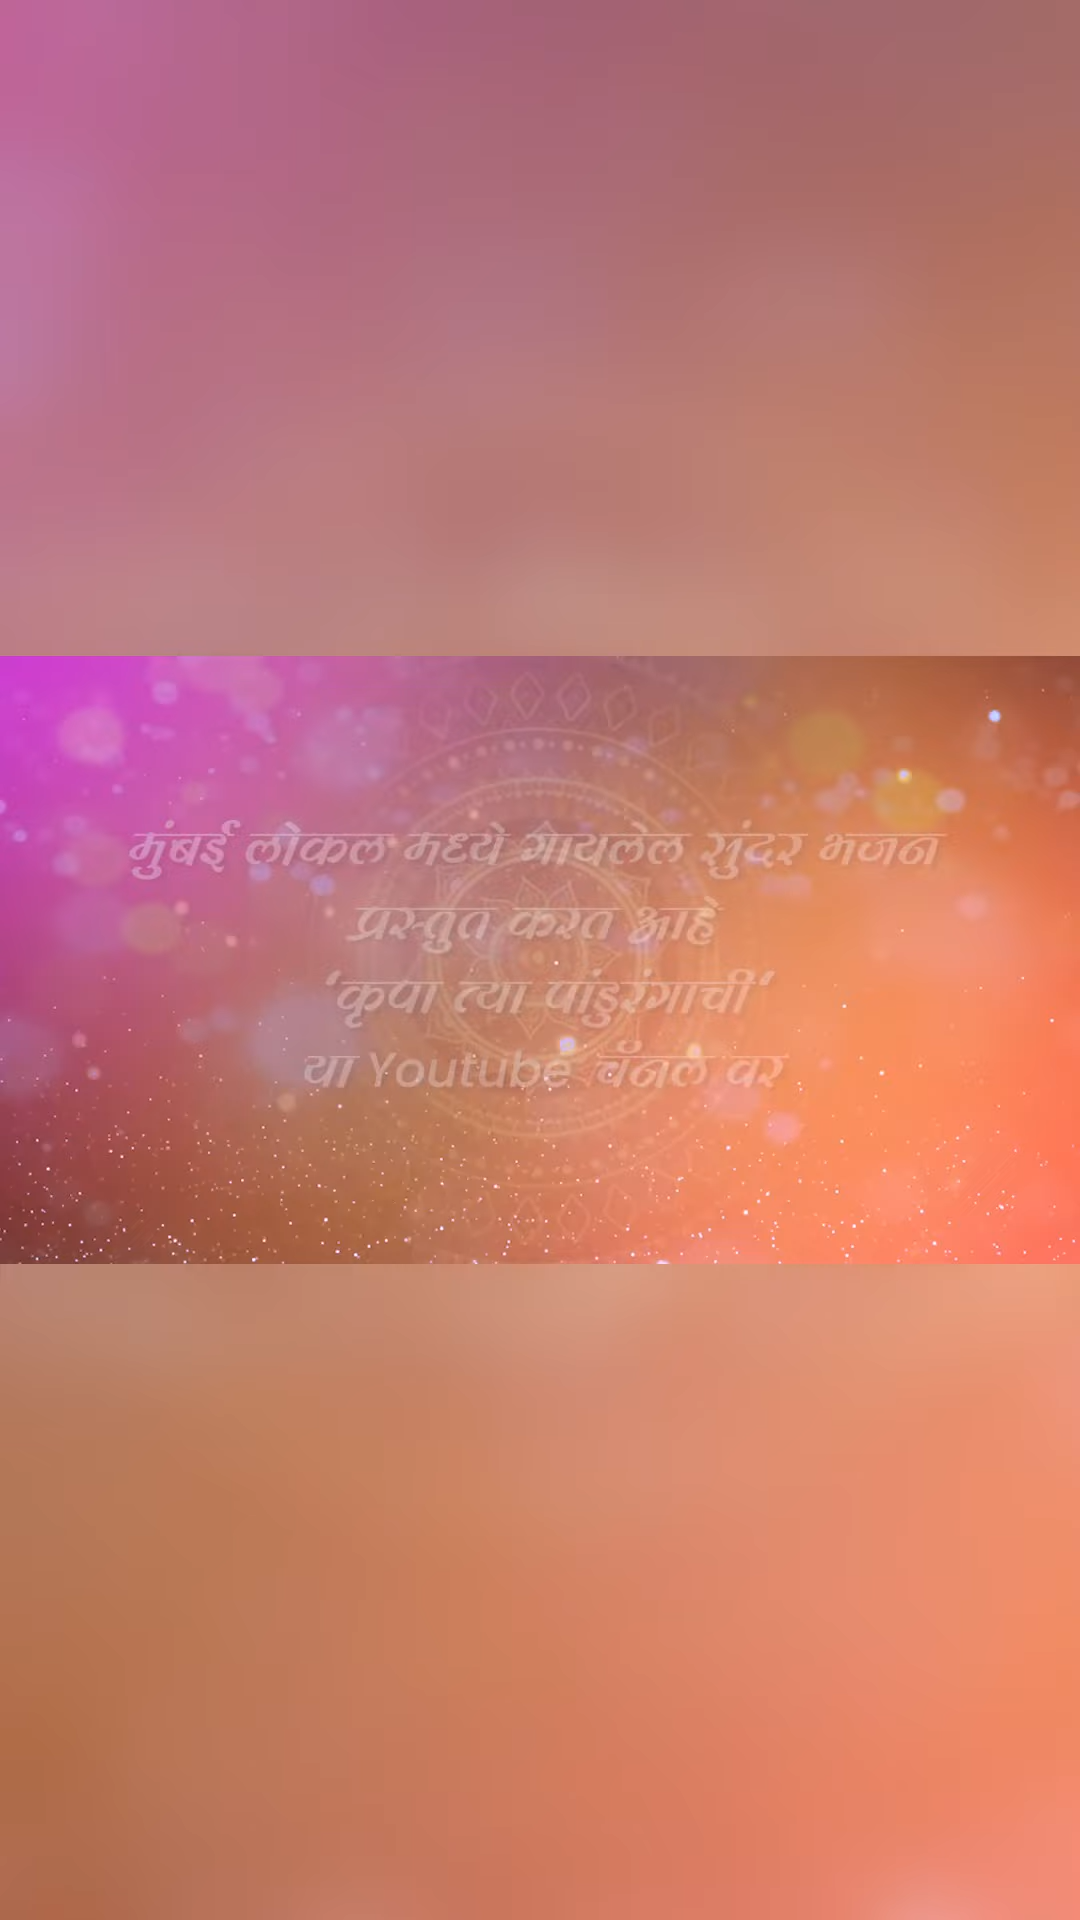 मुंबई लोकल मध्ये गायलेल सुंदर भजन
प्रस्तुत करत आहे
‘कृपा त्या पांडुरंगाची‘
या Youtube चॅनल वर